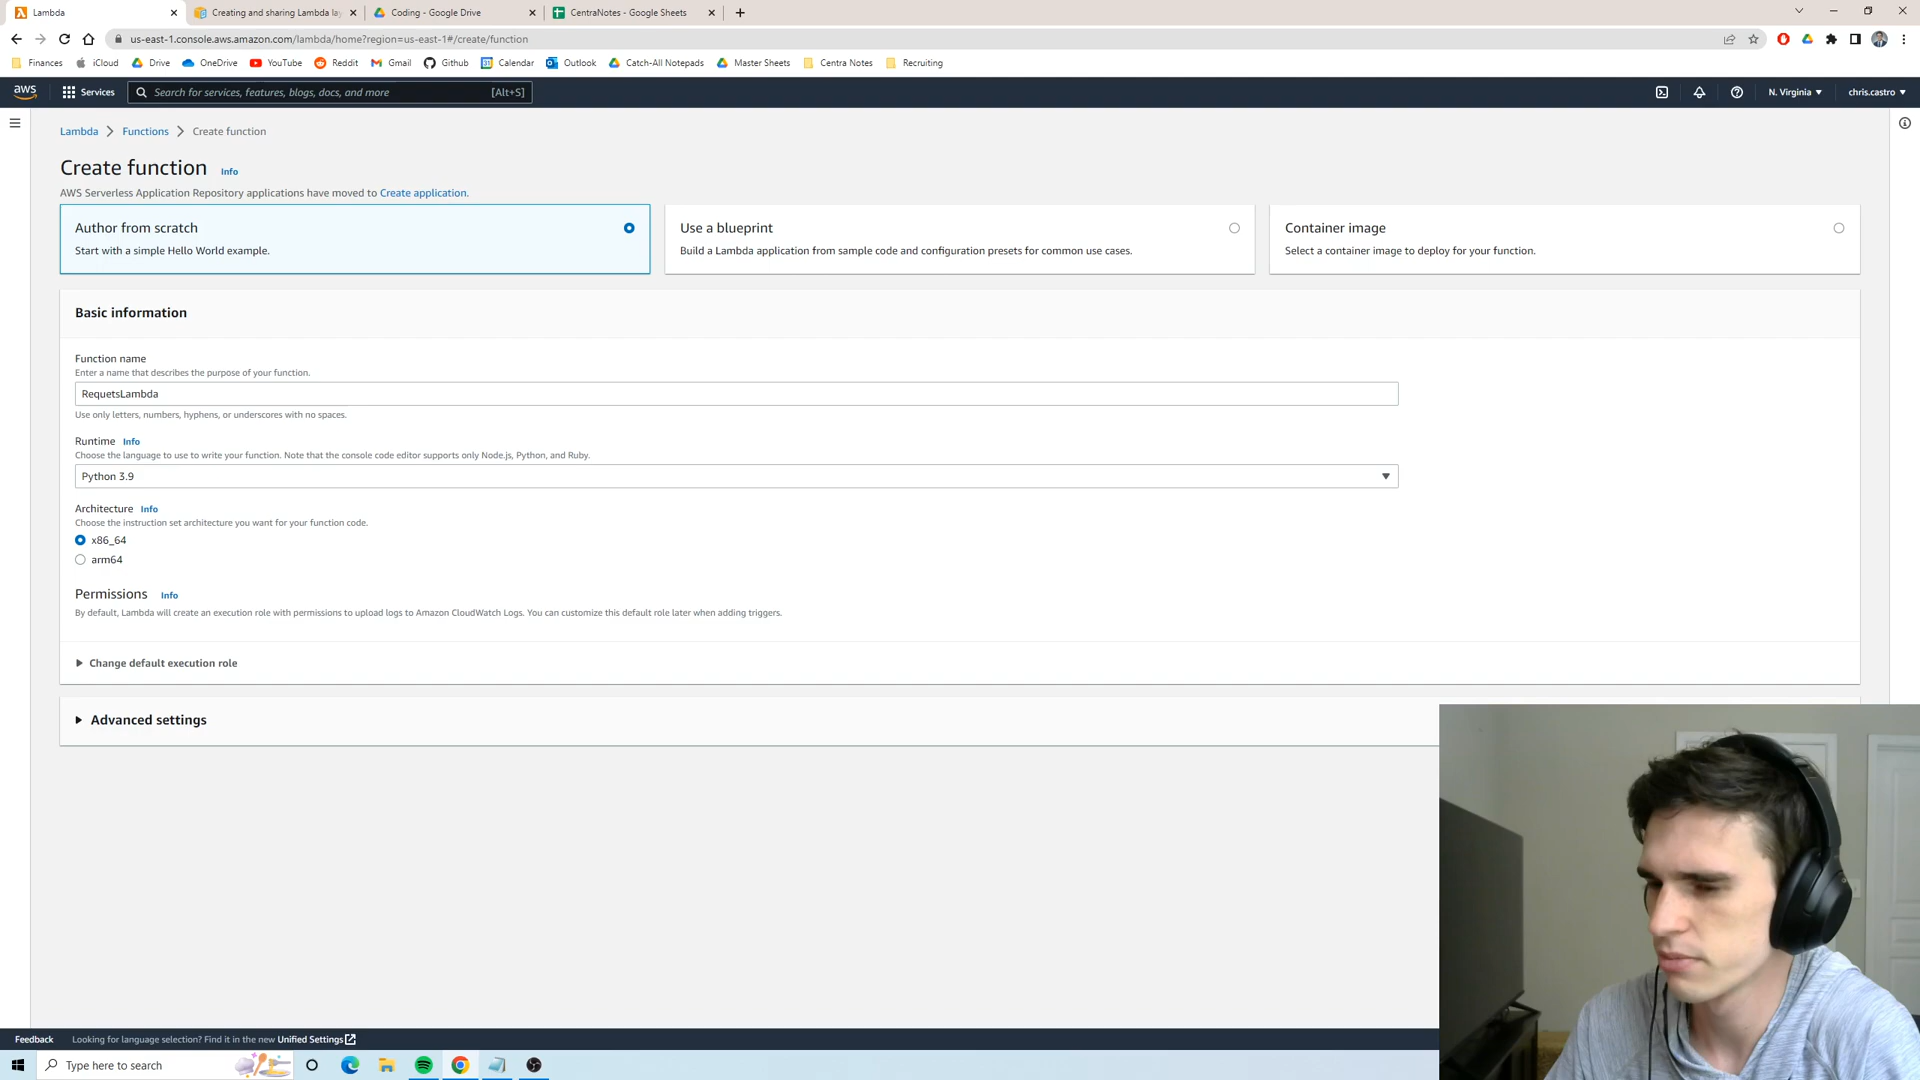 Lambda
Creating and sharing Lambda lay
Coding - Google Drive
CentraNotes - Google Sheets
us-east-1.console.aws.amazon.com/lambda/home?region=us-east-1#/create/function
Finances
iCloud
Drive
OneDrive
YouTube
Reddit
Gmail
Github
Calendar
Outlook
Catch-All Notepads
Master Sheets
Centra Notes
Recruiting
aws
Services
Search for services, features, blogs, docs, and more
[Alt+S]
N. Virginia
chris.castro
Lambda
Functions
Create function
Create function
Info
AWS Serverless Application Repository applications have moved to Create application.
Author from scratch
Start with a simple Hello World example.
Use a blueprint
Build a Lambda application from sample code and configuration presets for common use cases.
Container image
Select a container image to deploy for your function.
Basic information
Function name
Enter a name that describes the purpose of your function.
RequetsLambda
Use only letters, numbers, hyphens, or underscores with no spaces.
Runtime Info
Choose the language to use to write your function. Note that the console code editor supports only Node.js, Python, and Ruby.
Python 3.9
Architecture Info
Choose the instruction set architecture you want for your function code.
x86_64
arm64
Permissions Info
By default, Lambda will create an execution role with permissions to upload logs to Amazon CloudWatch Logs. You can customize this default role later when adding triggers.
Change default execution role
Advanced settings
Feedback
Looking for language selection? Find it in the new Unified Settings
Type here to search